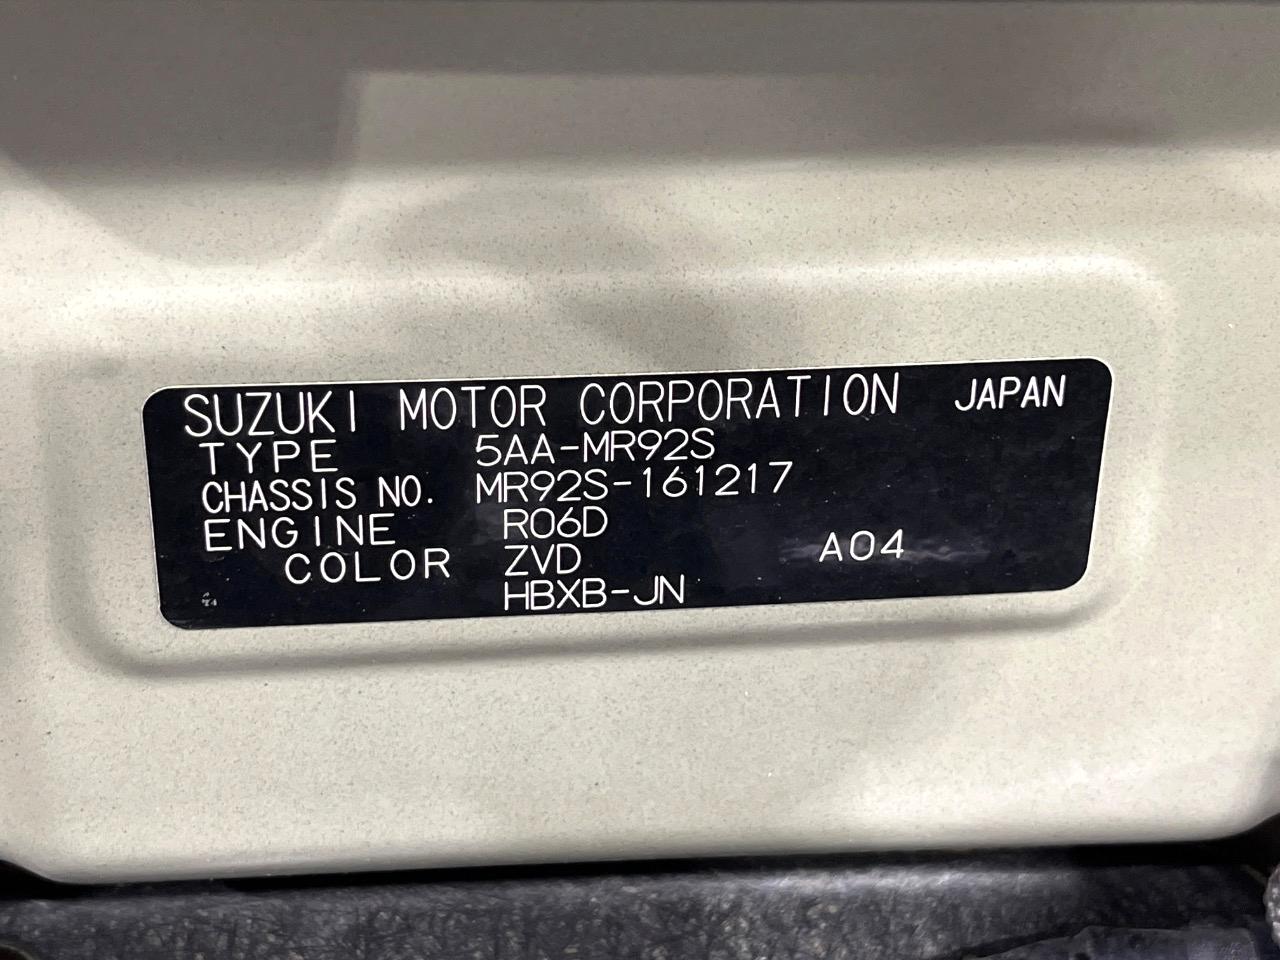 SUZUKI MOTOR CORPORATION JAPAN
TYPE 5AA-MR92S
CHASSIS NO. MR92S-161217
ENGINE R06D
COLOR ZVD A04
HBXB-JN